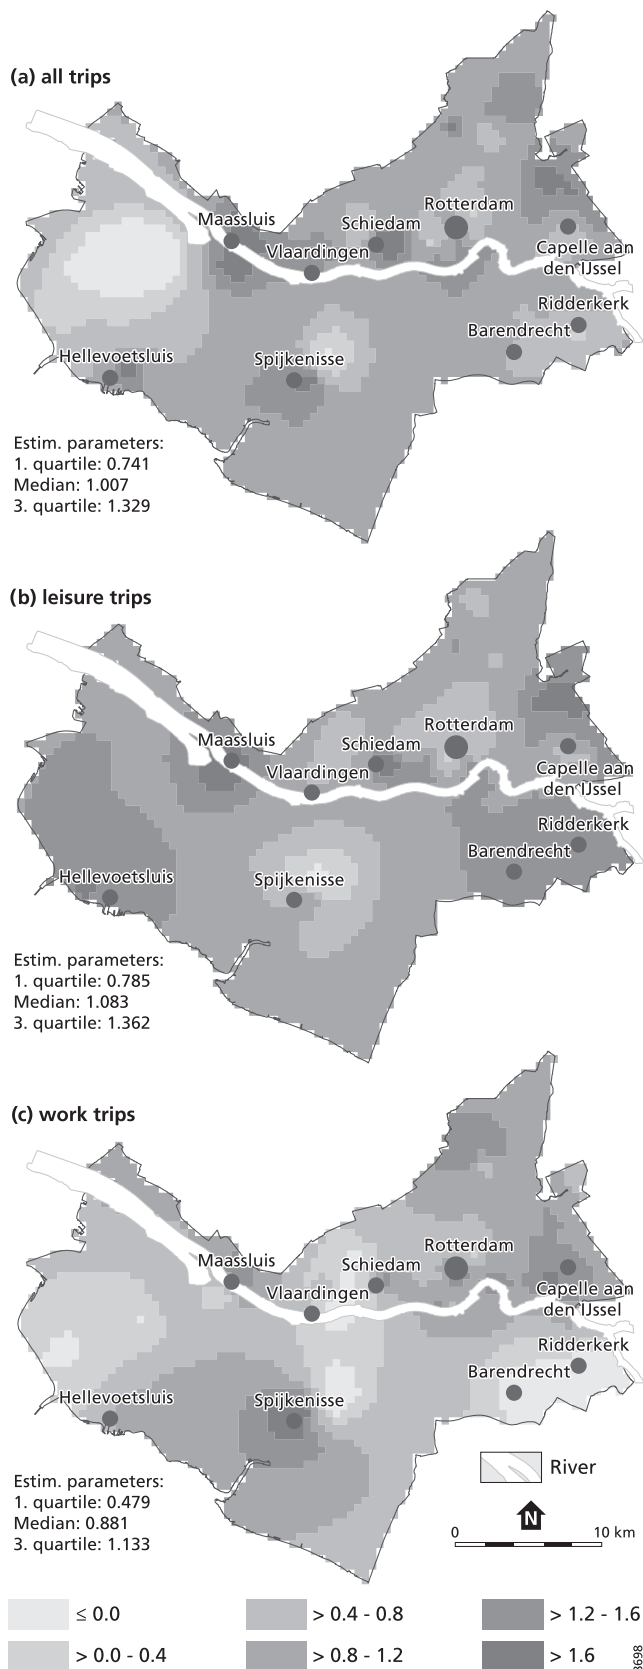 (a) all trips
Maassluis
Vlaardingen
Schiedam
Rotterdam
Capelle aan
den IJssel
Ridderkerk
Barendrecht
Hellevoetsluis
Spijkenisse
Estim. parameters:
1. quartile: 0.741
Median: 1.007
3. quartile: 1.329
(b) leisure trips
Maassluis
Vlaardingen
Schiedam
Rotterdam
Capelle aan
den IJssel
Ridderkerk
Barendrecht
Hellevoetsluis
Spijkenisse
Estim. parameters:
1. quartile: 0.785
Median: 1.083
3. quartile: 1.362
(c) work trips
Maassluis
Vlaardingen
Schiedam
Rotterdam
Capelle aan
den IJssel
Ridderkerk
Barendrecht
Hellevoetsluis
Spijkenisse
Estim. parameters:
1. quartile: 0.479
Median: 0.881
3. quartile: 1.133
River
N
0 10 km
≤ 0.0
> 0.0 - 0.4
> 0.4 - 0.8
> 0.8 - 1.2
> 1.2 - 1.6
> 1.6